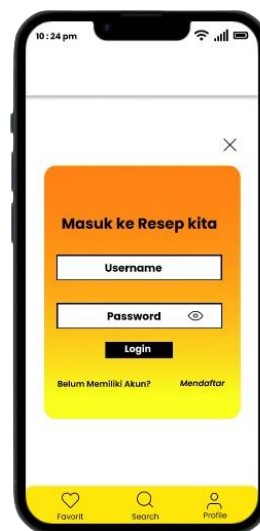 10:24 pm
Masuk ke Resep kita
Username
Password
Login
Belum Memiliki Akun? Mendaftar
Favorit Search Profile